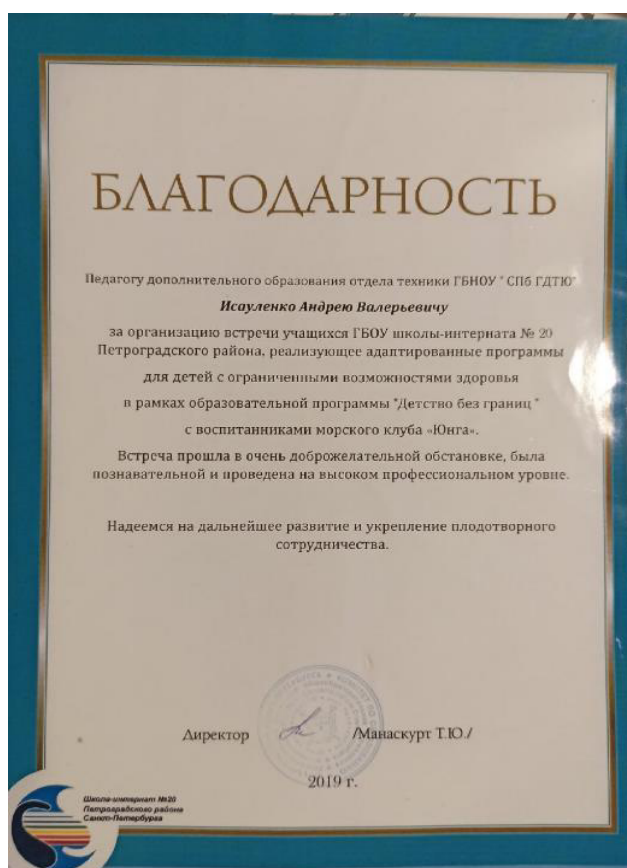 БЛАГОДАРНОСТЬ
Педагогу дополнительного образования отдела техники ГБНОУ " СПб ГДТЮ"
Исауленко Андрею Валерьевичу
за организацию встречи учащихся ГБОУ школы-интерната № 20
Петроградского района, реализующее адаптированные программы
для детей с ограниченными возможностями здоровья
в рамках образовательной программы "Детство без границ "
с воспитанниками морского клуба «Юнга».
Встреча прошла в очень доброжелательной обстановке, была
познавательной и проведена на высоком профессиональном уровне.
Надеемся на дальнейшее развитие и укрепление плодотворного
сотрудничества.
Директор /Манаскурт Т.Ю./
2019 г.
Школа-интернат №20
Петроградского района
Санкт-Петербурга